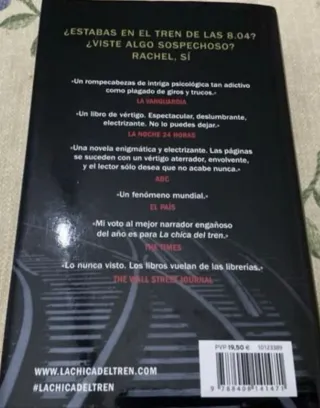 ¿ESTABAS EN EL TREN DE LAS 8.04?
¿VISTE ALGO SOSPECHOSO?
RACHEL, SÍ
«Un rompecabezas de intriga psicológica tan adictivo
como plagado de giros y trucos.»
LA VANGUARDIA
«Un libro de vértigo. Espectacular, deslumbrante,
electrizante. No lo puedes dejar.»
LA NOCHE 24 HORAS
«Una novela enigmática y electrizante. Las páginas
se suceden con un vértigo aterrador, envolvente,
y el lector sólo desea que no acabe nunca.»
ABC
«Un fenómeno mundial.»
EL PAÍS
«Mi voto al mejor narrador engañoso
del año es para La chica del tren.»
THE TIMES
«Lo nunca visto. Los libros vuelan de las librerías.»
THE WALL STREET JOURNAL
PVP 19,50 € 10123389
WWW.LACHICADELTREN.COM
#LACHICADELTREN
9 788408 141471